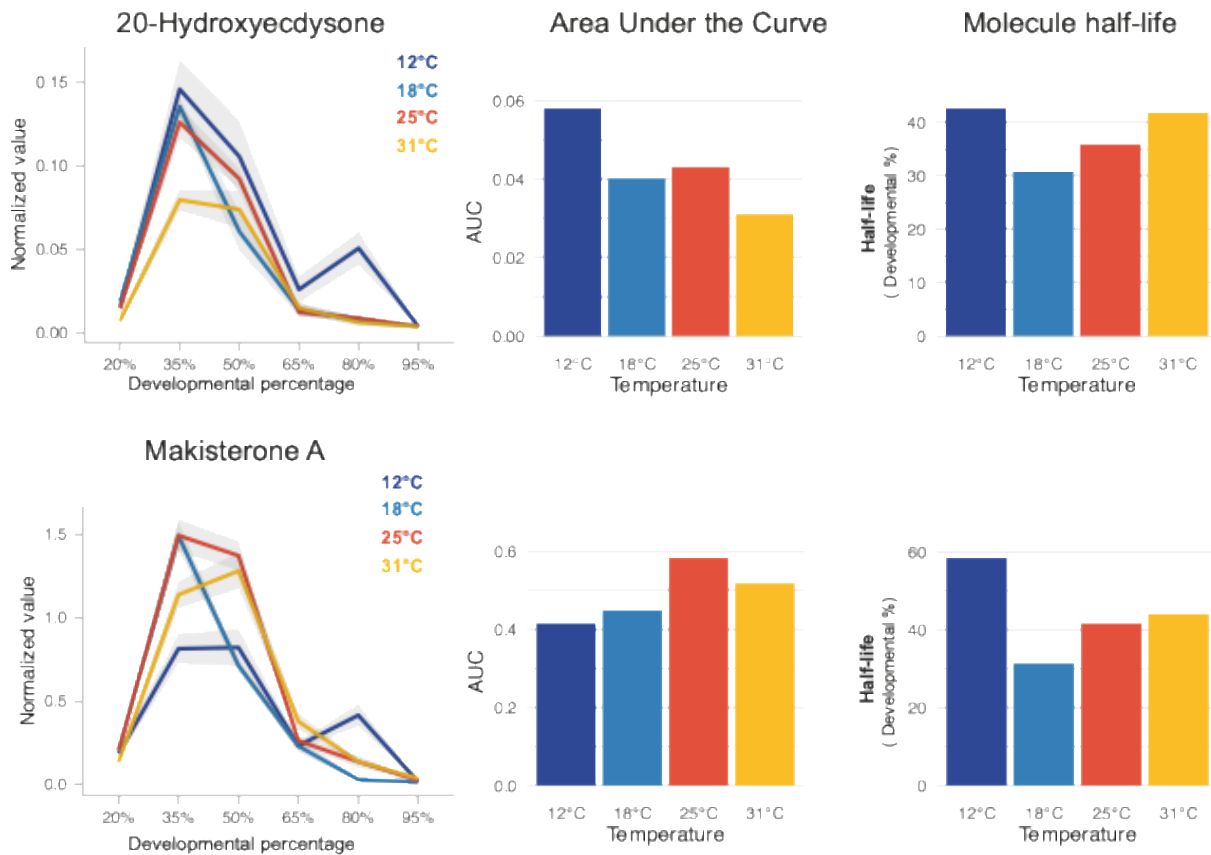 20-Hydroxyecdysone
Area Under the Curve
Molecule half-life
12°C
18°C
25°C
31°C
Normalized value
0.15
0.10
0.05
0.00
20%
35%
50%
65%
80%
95%
Developmental percentage
AUC
0.06
0.04
0.02
0.00
12°C
18°C
25°C
31°C
Temperature
Half-life
( Developmental %)
40
30
20
10
0
12°C
18°C
25°C
31°C
Temperature
Makisterone A
12°C
18°C
25°C
31°C
Normalized value
1.5
1.0
0.5
0.0
20%
35%
50%
65%
80%
95%
Developmental percentage
AUC
0.6
0.4
0.2
0.0
12°C
18°C
25°C
31°C
Temperature
Half-life
( Developmental %)
60
40
20
0
12°C
18°C
25°C
31°C
Temperature